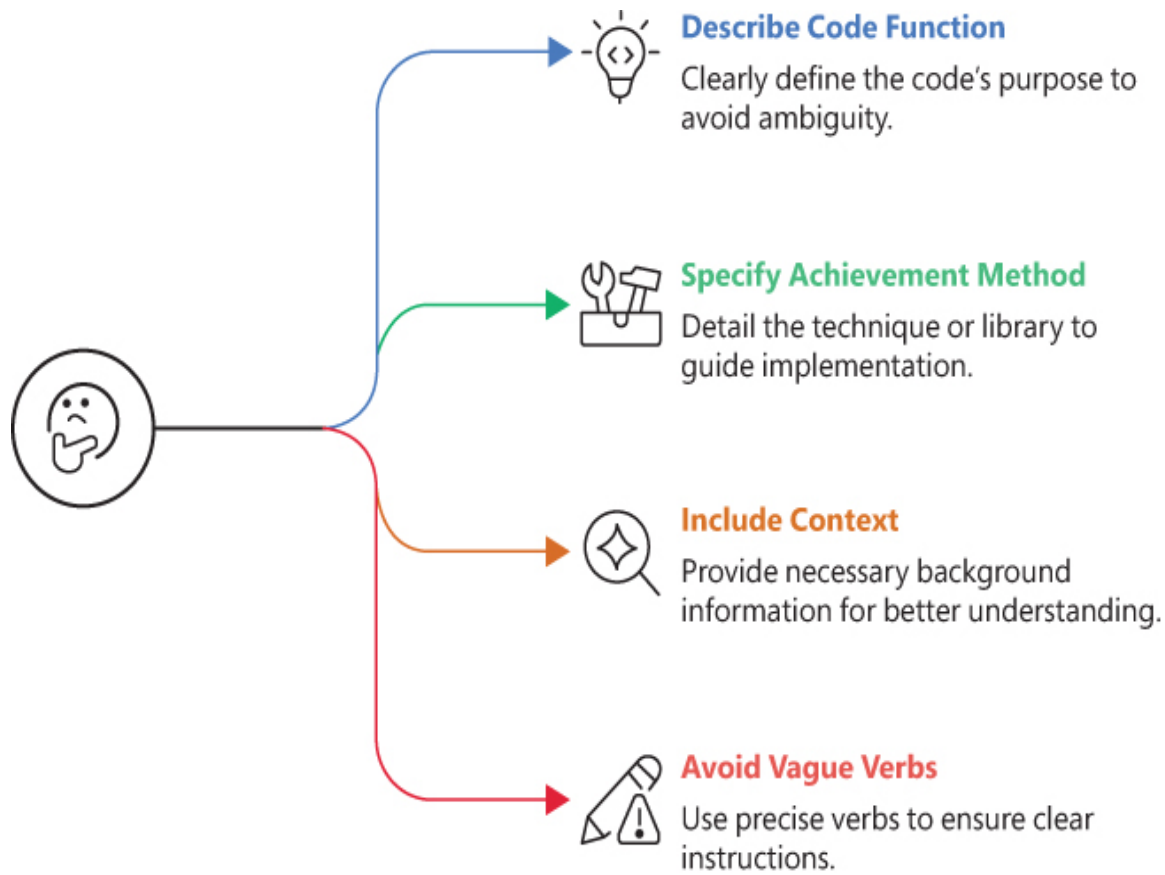 Describe Code Function
Clearly define the code’s purpose to
avoid ambiguity.
Specify Achievement Method
Detail the technique or library to
guide implementation.
Include Context
Provide necessary background
information for better understanding.
Avoid Vague Verbs
Use precise verbs to ensure clear
instructions.